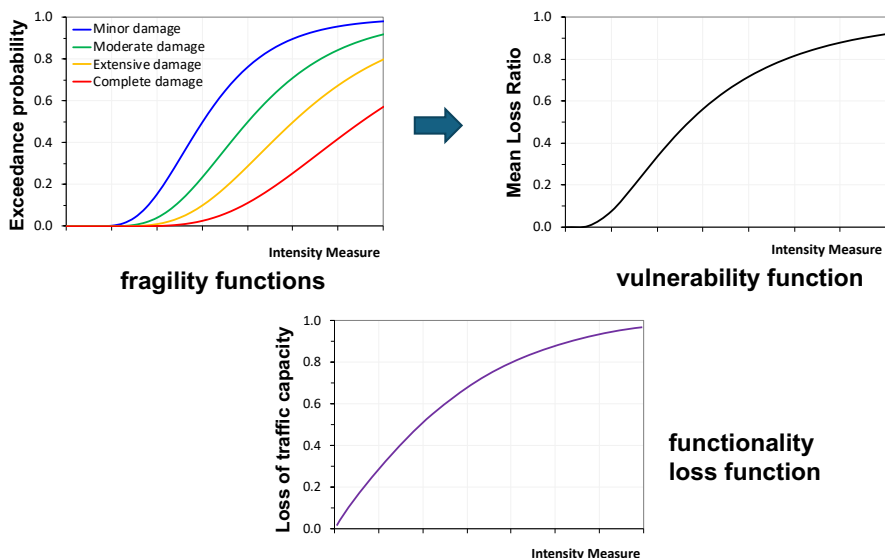 Exceedance probability
1.0
0.8
0.6
0.4
0.2
0.0
Minor damage
Moderate damage
Extensive damage
Complete damage
Intensity Measure
fragility functions
Mean Loss Ratio
1.0
0.8
0.6
0.4
0.2
0.0
Intensity Measure
vulnerability function
Loss of traffic capacity
1.0
0.8
0.6
0.4
0.2
0.0
Intensity Measure
functionality
loss function